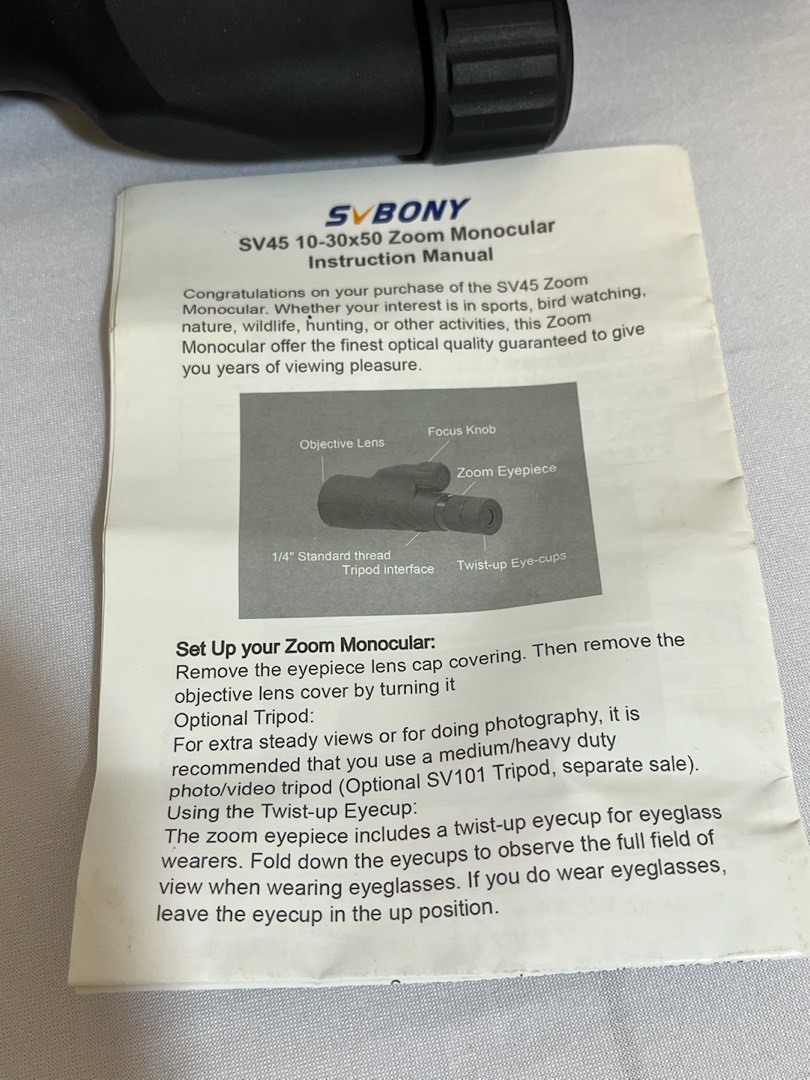 SVBONY
SV45 10-30x50 Zoom Monocular
Instruction Manual
Congratulations on your purchase of the SV45 Zoom
Monocular. Whether your interest is in sports, bird watching,
nature, wildlife, hunting, or other activities, this Zoom
Monocular offer the finest optical quality guaranteed to give
you years of viewing pleasure.
Focus Knob
Objective Lens
Zoom Eyepiece
1/4" Standard thread
Tripod interface
Twist-up Eye-cups
Set Up your Zoom Monocular:
Remove the eyepiece lens cap covering. Then remove the
objective lens cover by turning it
Optional Tripod:
For extra steady views or for doing photography, it is
recommended that you use a medium/heavy duty
photo/video tripod (Optional SV101 Tripod, separate sale).
Using the Twist-up Eyecup:
The zoom eyepiece includes a twist-up eyecup for eyeglass
wearers. Fold down the eyecups to observe the full field of
view when wearing eyeglasses. If you do wear eyeglasses,
leave the eyecup in the up position.